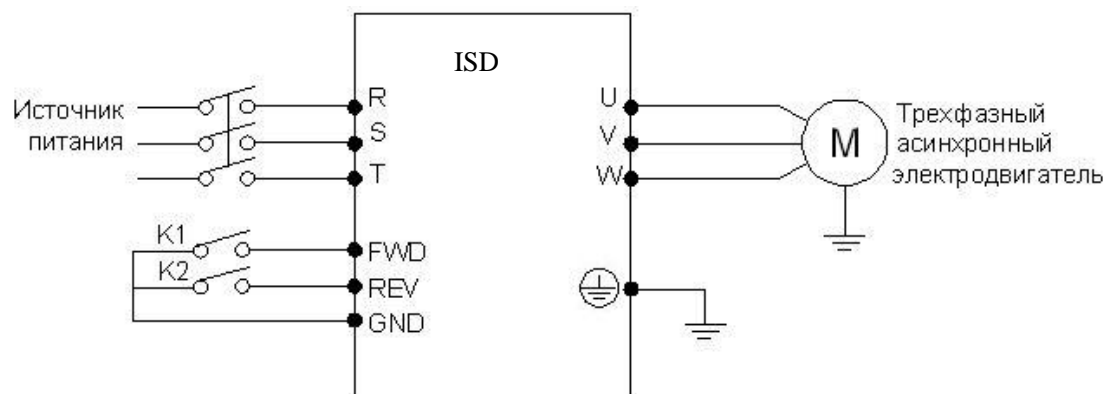 ISD
Источник
питания
R
S
T
U
V
W
M
Трехфазный
асинхронный
электродвигатель
K1
K2
FWD
REV
GND